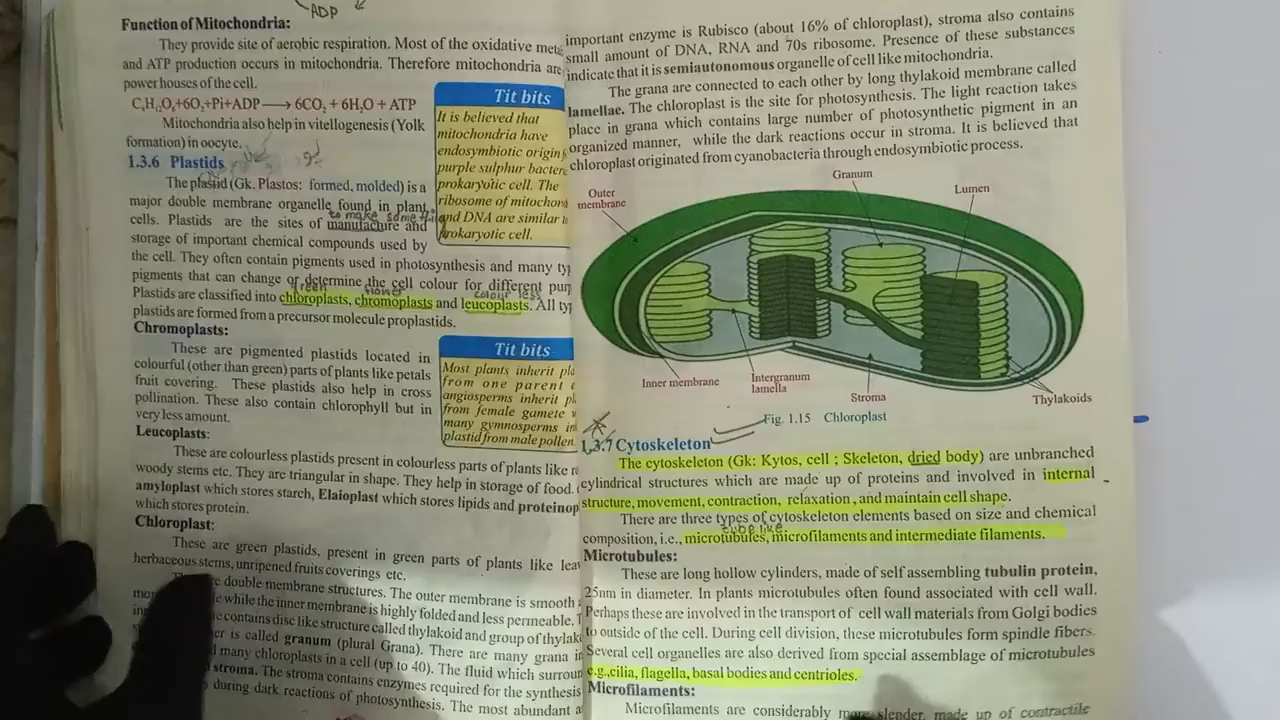 ADP
Function of Mitochondria:
They provide site of aerobic respiration. Most of the oxidative
and ATP production occurs in mitochondria. Therefore mitochondria are
power houses of the cell.
C₆H₁₂O₆+6O₂+Pi+ADP ⟶ 6CO₂ + 6H₂O + ATP
Mitochondria also help in vitellogenesis (Yolk
formation) in oocyte.
1.3.6 Plastids
The plastid (Gk. Plastos: formed, molded) is a
major double membrane organelle found in plant
to make some
cells. Plastids are the sites of manufacture and
storage of important chemical compounds used by
the cell. They often contain pigments used in photosynthesis and many
pigments that can change or determine the cell colour for different
green flower colour less
Plastids are classified into chloroplasts, chromoplasts and leucoplasts. All
plastids are formed from a precursor molecule proplastids.
Tit bits
It is believed that
mitochondria have
endosymbiotic origin
purple sulphur
prokaryotic cell. The
ribosome of
and DNA are similar
prokaryotic cell.
Chromoplasts:
These are pigmented plastids located in
colourful (other than green) parts of plants like petals
fruit covering. These plastids also help in cross
pollination. These also contain chlorophyll but in
very less amount.
Tit bits
Most plants inherit
from one parent
angiosperms inherit
from female gamete
many gymnosperms
plastid from male pollen.
Leucoplasts:
These are colourless plastids present in colourless parts of plants like
woody stems etc. They are triangular in shape. They help in storage of food.
amyloplast which stores starch, Elaioplast which stores lipids and
which stores protein.
Chloroplast:
These are green plastids, present in green parts of plants like
herbaceous stems, unripened fruits coverings etc.
double membrane structures. The outer membrane is smooth
while the inner membrane is highly folded and less permeable.
contains disc like structure called thylakoid and group of
is called granum (plural Grana). There are many grana
many chloroplasts in a cell (up to 40). The fluid which
stroma. The stroma contains enzymes required for the synthesis
during dark reactions of photosynthesis. The most abundant
important enzyme is Rubisco (about 16% of chloroplast), stroma also contains
small amount of DNA, RNA and 70s ribosome. Presence of these substances
indicate that it is semiautonomous organelle of cell like mitochondria.
The grana are connected to each other by long thylakoid membrane called
lamellae. The chloroplast is the site for photosynthesis. The light reaction takes
place in grana which contains large number of photosynthetic pigment in an
organized manner, while the dark reactions occur in stroma. It is believed that
chloroplast originated from cyanobacteria through endosymbiotic process.
Granum
Outer
membrane
Lumen
Inner membrane
Intergranum
lamella
Stroma
Thylakoids
Fig. 1.15 Chloroplast
1.3.7 Cytoskeleton
The cytoskeleton (Gk: Kytos, cell ; Skeleton, dried body) are unbranched
cylindrical structures which are made up of proteins and involved in internal
structure, movement, contraction, relaxation, and maintain cell shape.
There are three types of cytoskeleton elements based on size and chemical
tube like
composition, i.e., microtubules, microfilaments and intermediate filaments.
Microtubules:
These are long hollow cylinders, made of self assembling tubulin protein,
25nm in diameter. In plants microtubules often found associated with cell wall.
Perhaps these are involved in the transport of cell wall materials from Golgi bodies
to outside of the cell. During cell division, these microtubules form spindle fibers.
Several cell organelles are also derived from special assemblage of microtubules
e.g.,cilia, flagella, basal bodies and centrioles.
Microfilaments:
Microfilaments are considerably more slender, made up of contractile